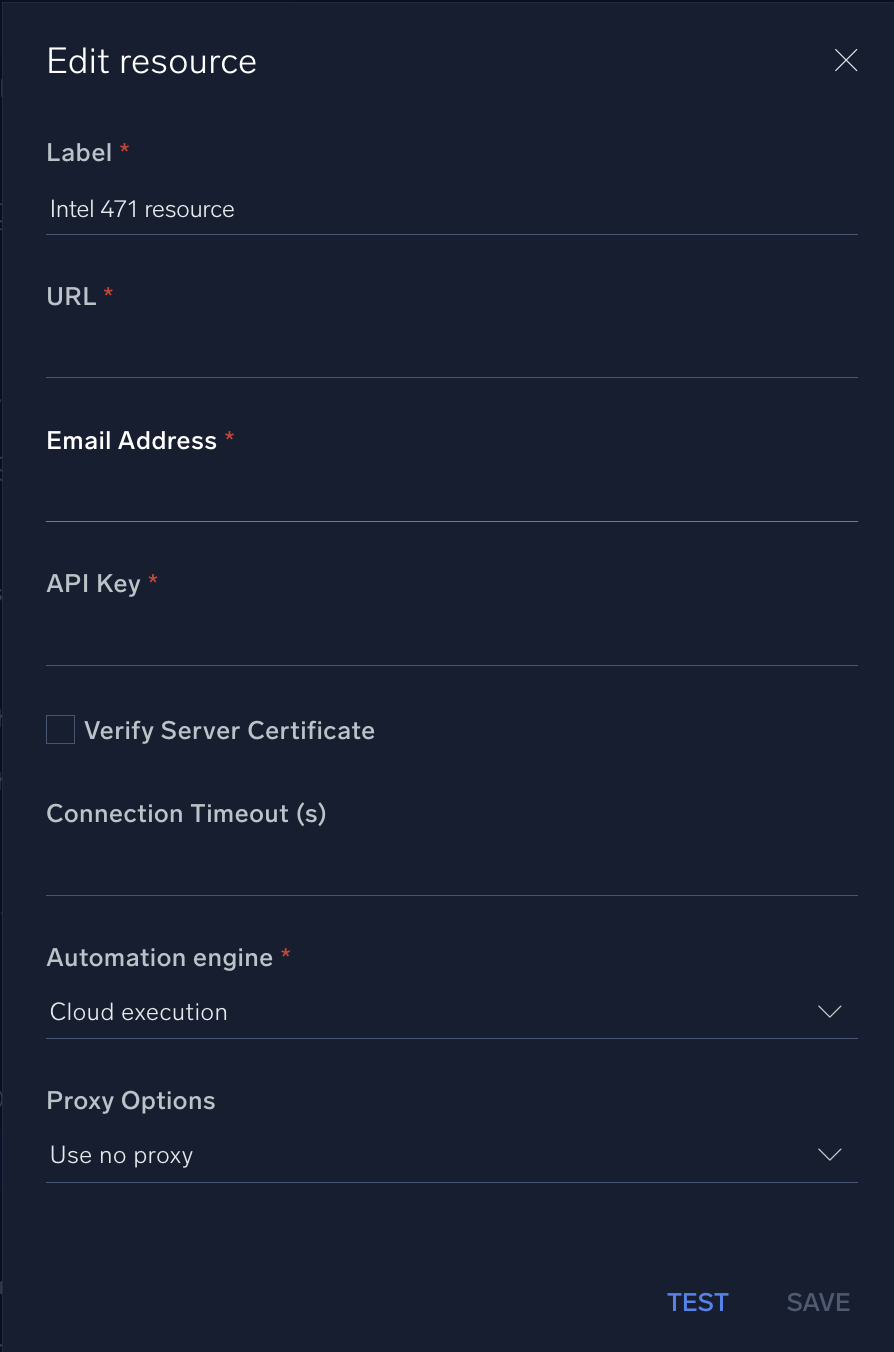 Edit resource
Label *
Intel 471 resource
URL *
Email Address *
API Key *
Verify Server Certificate
Connection Timeout (s)
Automation engine *
Cloud execution
Proxy Options
Use no proxy
TEST SAVE